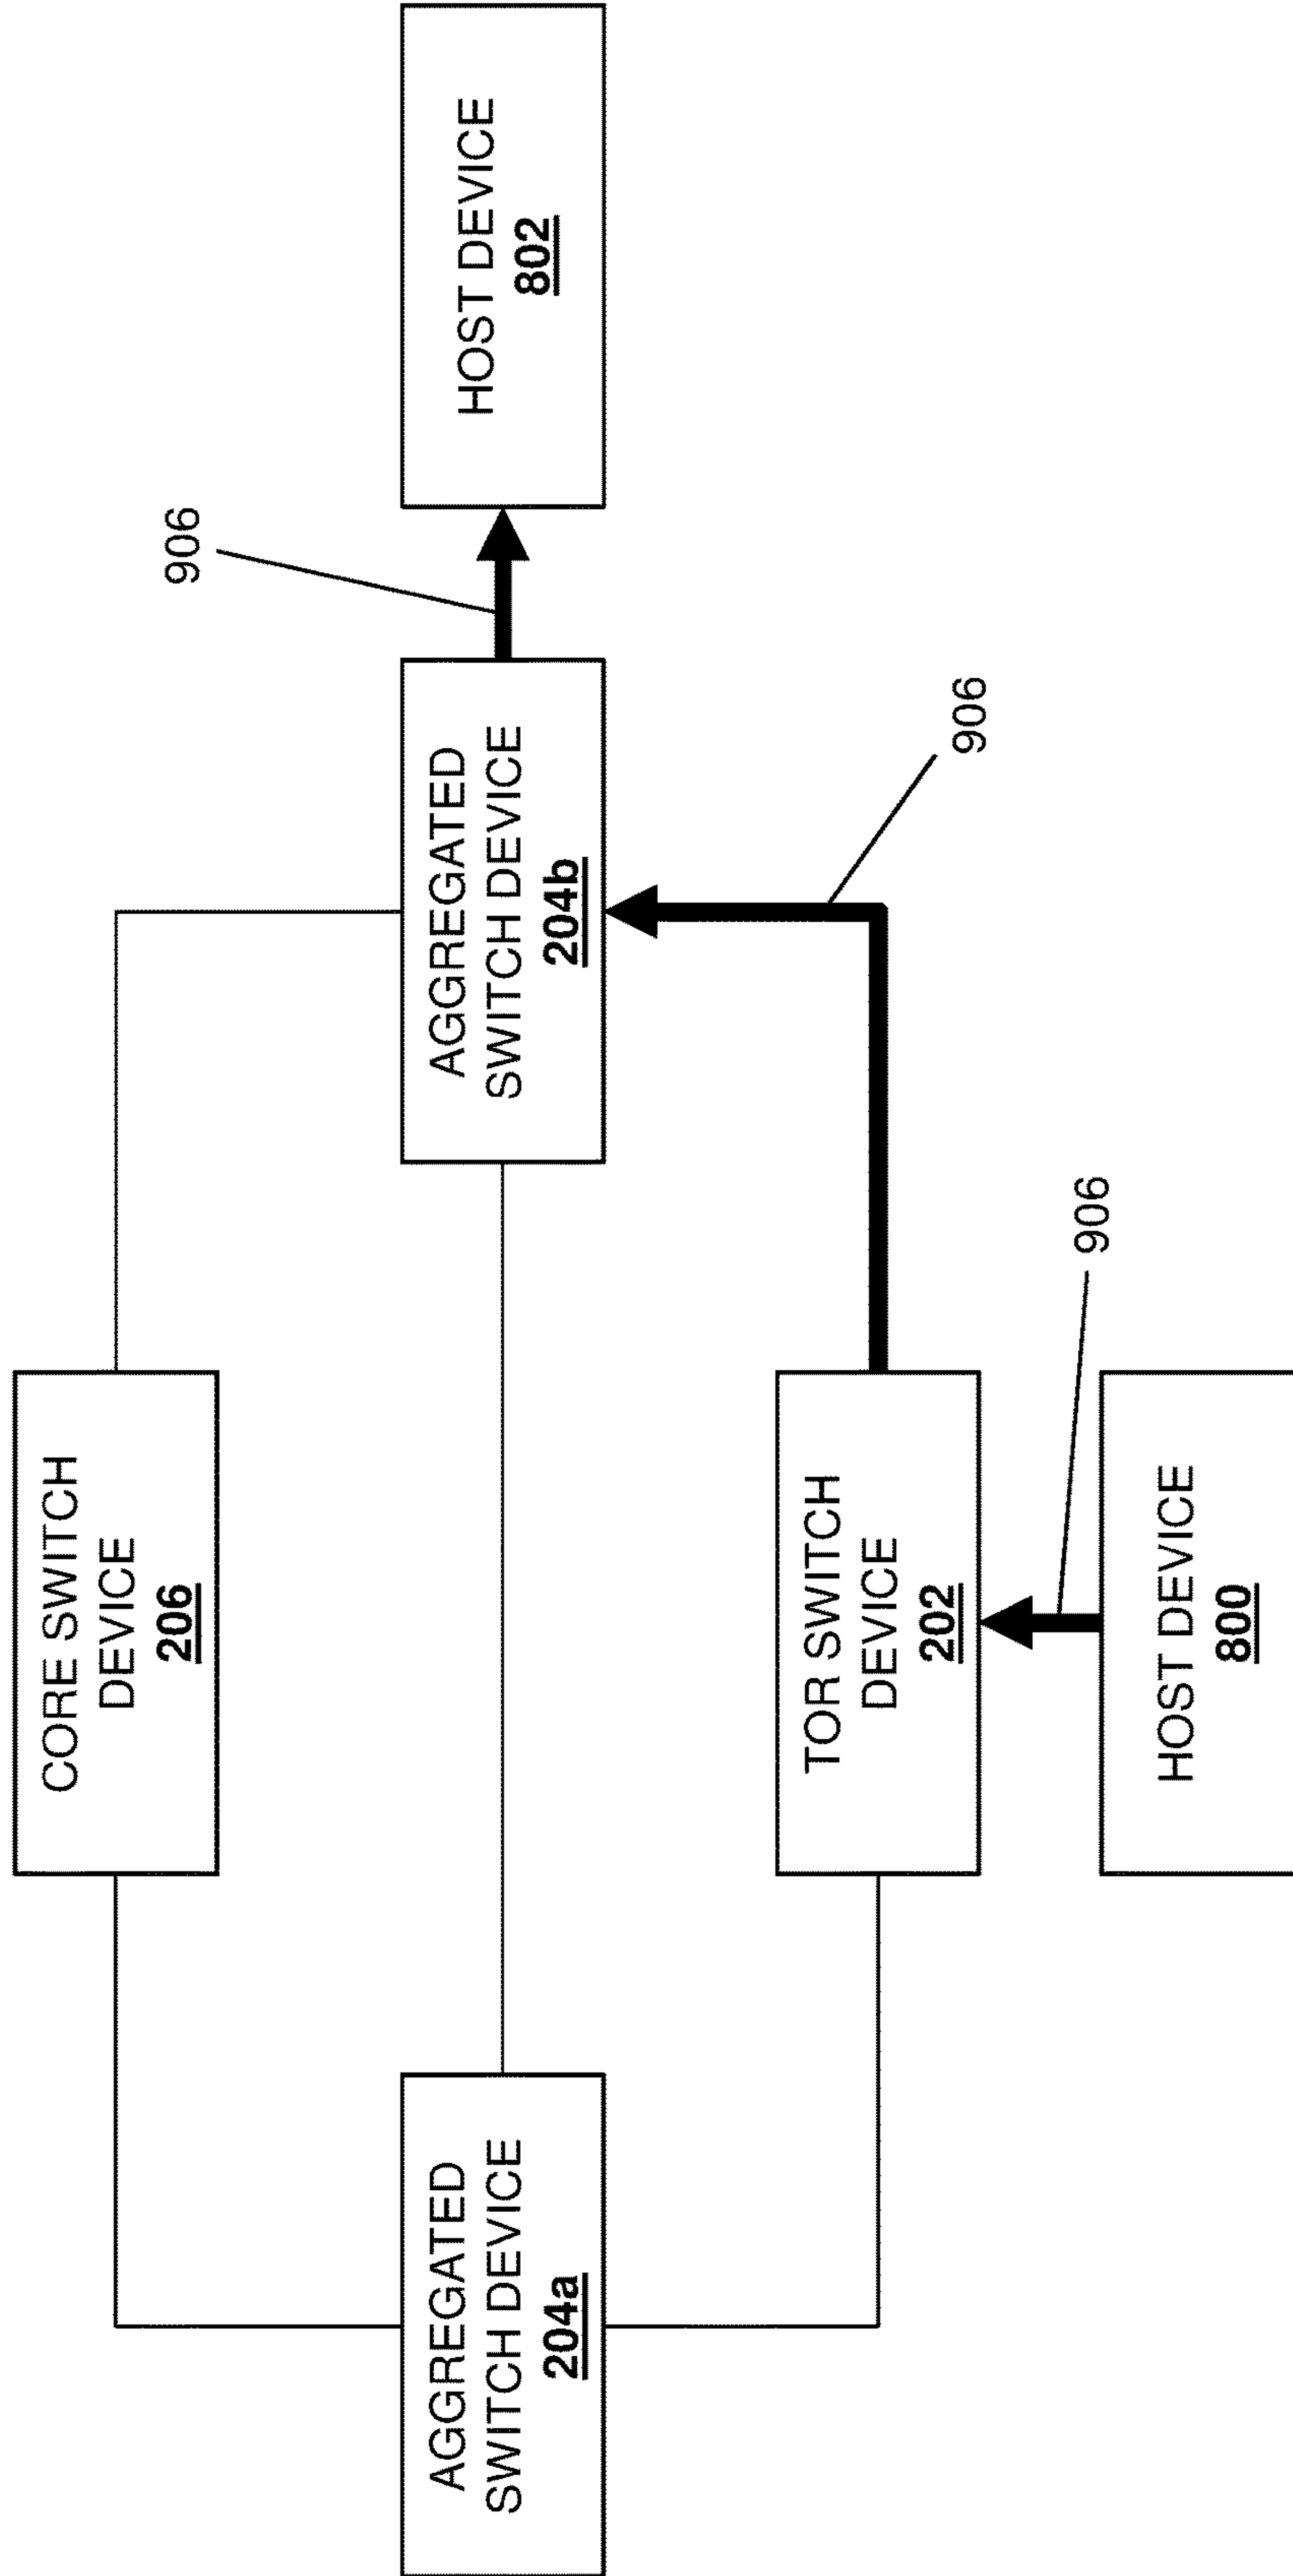 CORE SWITCH
DEVICE
206
906
AGGREGATED
SWITCH DEVICE
204a
AGGREGATED
SWITCH DEVICE
204b
HOST DEVICE
802
TOR SWITCH
DEVICE
202
906
906
HOST DEVICE
800